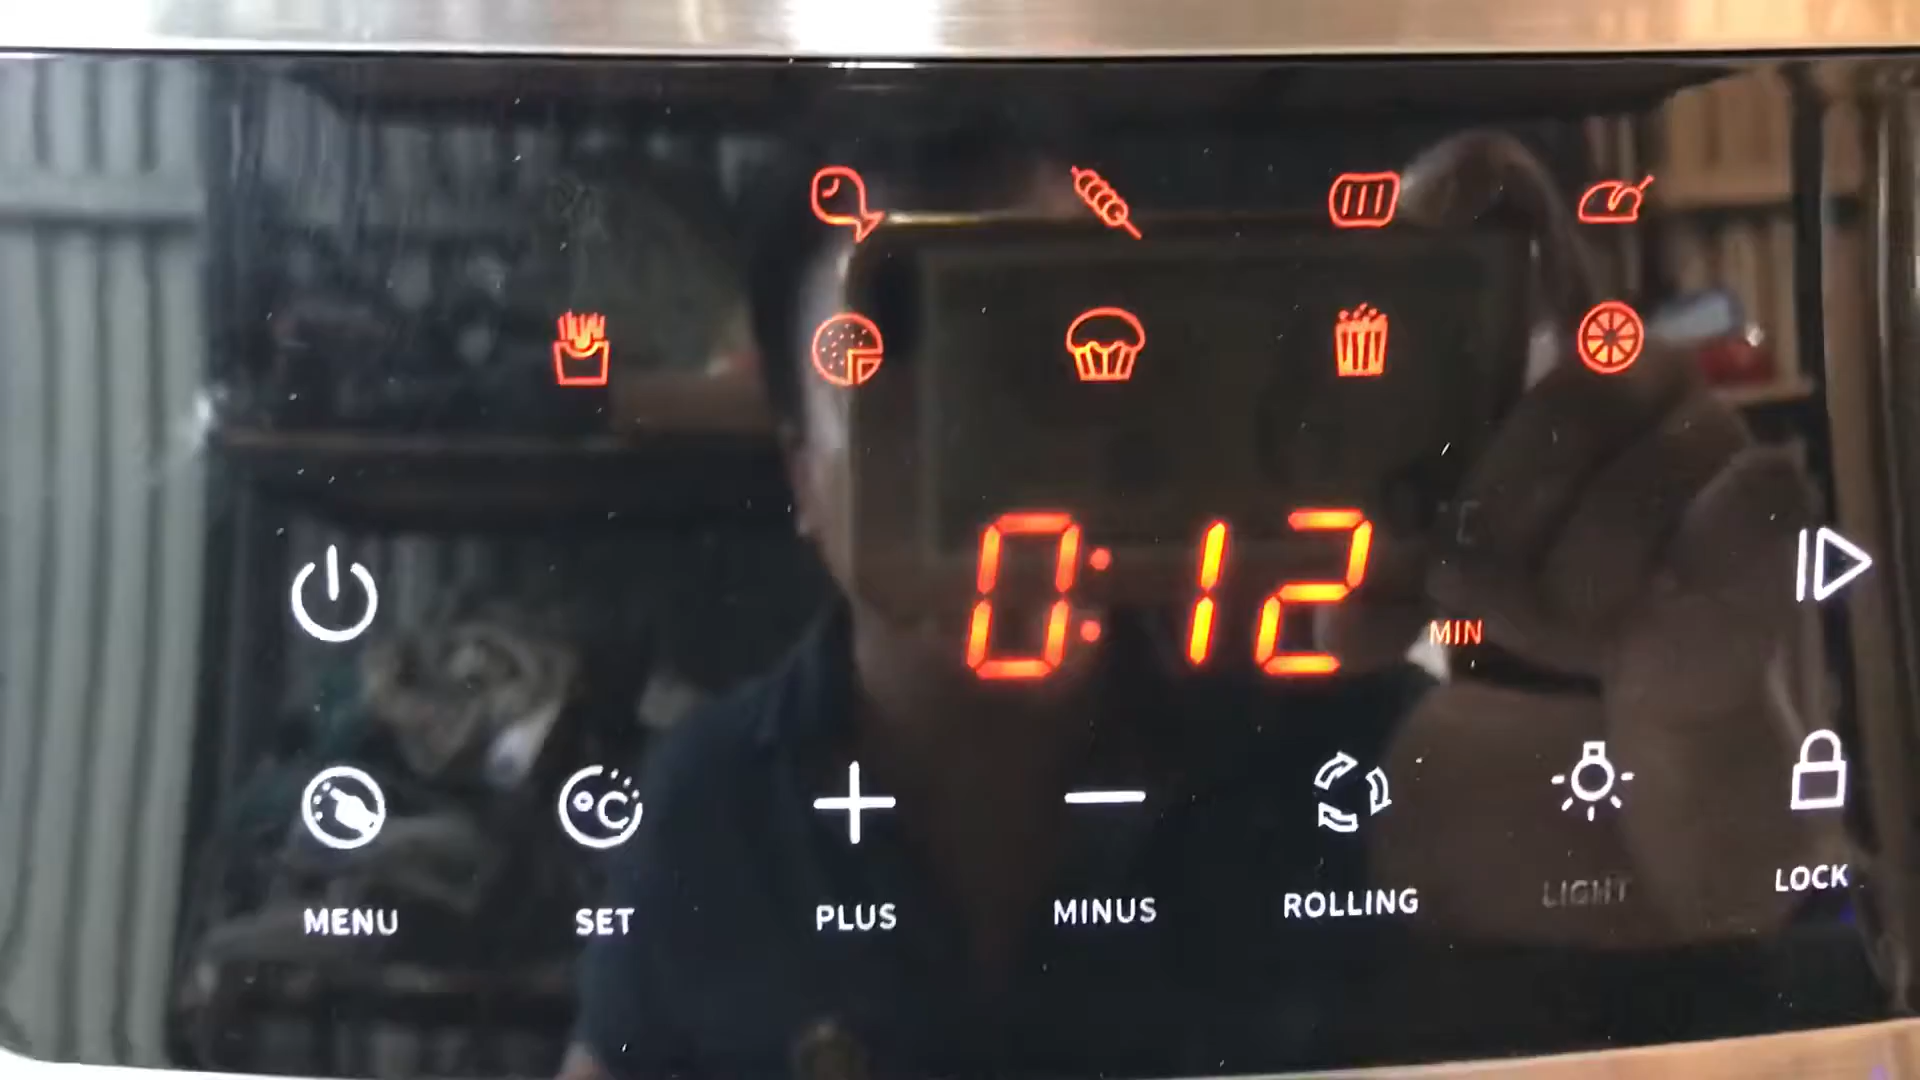 0:12
MIN
°C
MENU
SET
PLUS
MINUS
ROLLING
LIGHT
LOCK